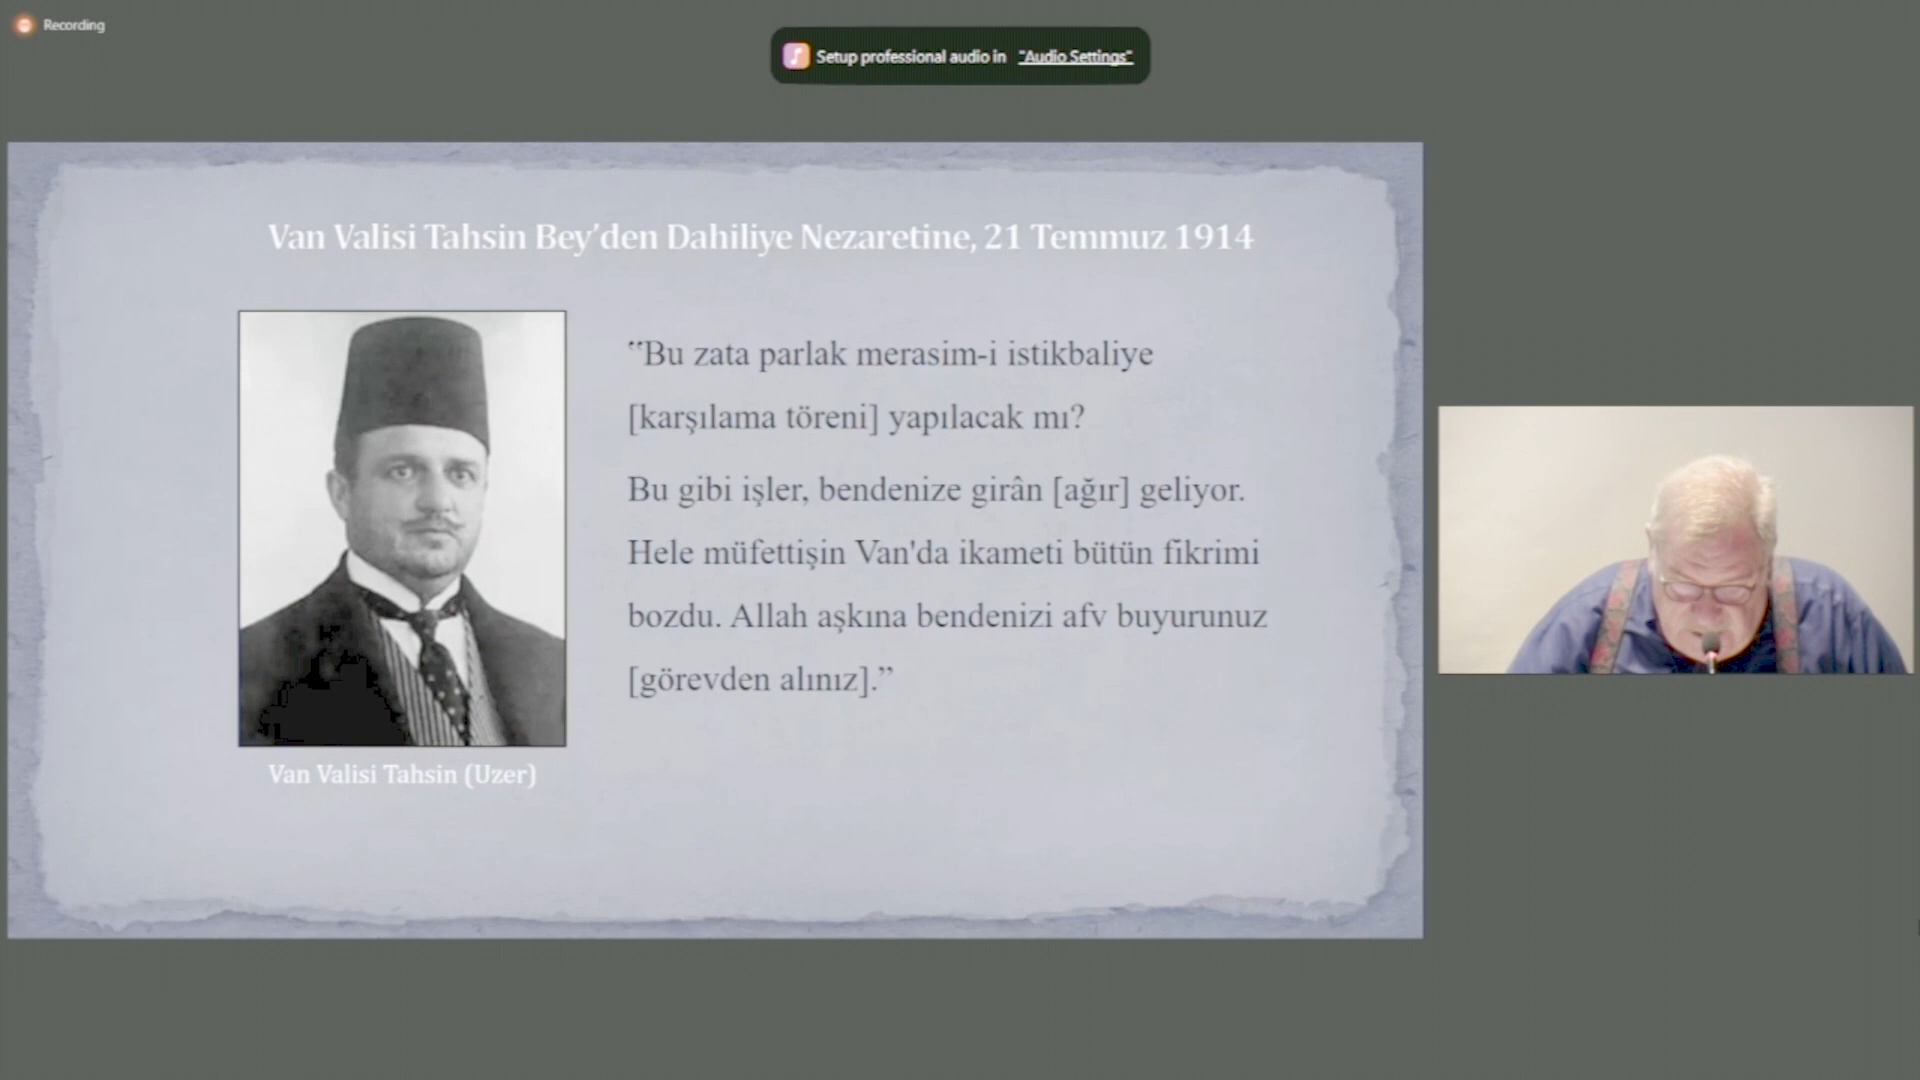 Recording
Setup professional audio in "Audio Settings"
Van Valisi Tahsin Bey’den Dahiliye Nezaretine, 21 Temmuz 1914
“Bu zata parlak merasim-i istikbaliye
[karşılama töreni] yapılacak mı?
Bu gibi işler, bendenize girân [ağır] geliyor.
Hele müfettişin Van'da ikameti bütün fikrimi
bozdu. Allah aşkına bendenizi afv buyurunuz
[görevden alınız].”
Van Valisi Tahsin (Uzer)